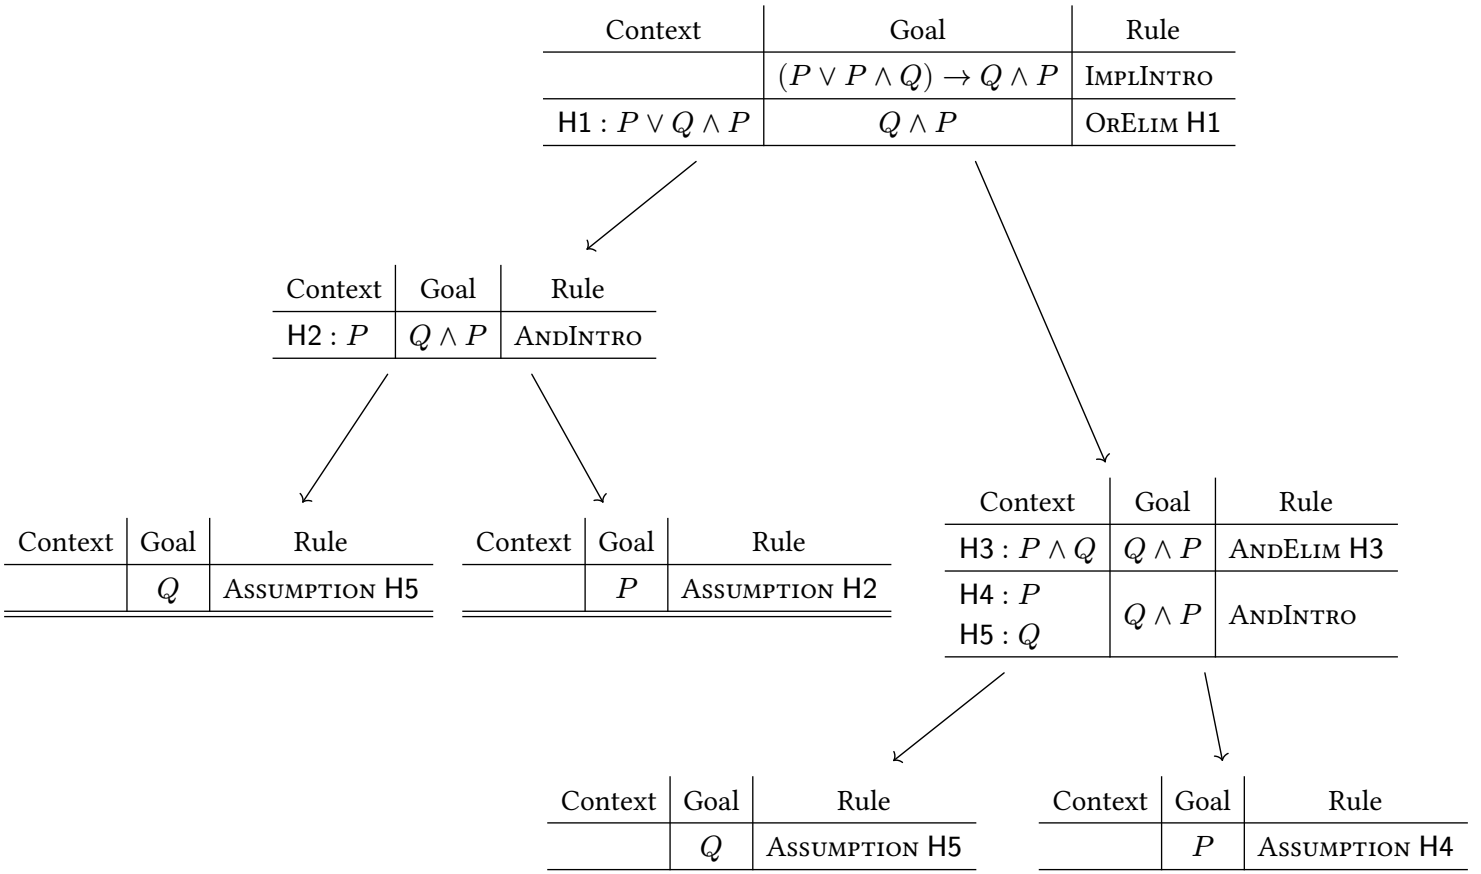 Context Goal Rule
(P ∨ P ∧ Q) → Q ∧ P IMPLINTRO
H1 : P ∨ Q ∧ P Q ∧ P ORELIM H1
Context Goal Rule
H2 : P Q ∧ P ANDINTRO
Context Goal Rule
Q ASSUMPTION H5
Context Goal Rule
P ASSUMPTION H2
Context Goal Rule
H3 : P ∧ Q Q ∧ P ANDELIM H3
H4 : P
H5 : Q
Q ∧ P ANDINTRO
Context Goal Rule
Q ASSUMPTION H5
Context Goal Rule
P ASSUMPTION H4